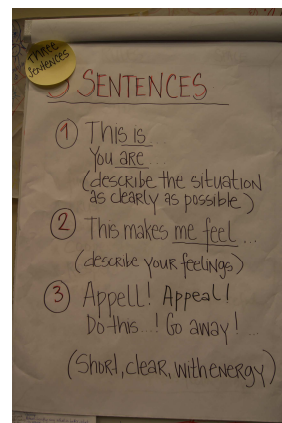 THREE
SENTENCES
3 SENTENCES
1 This is...
You are...
(describe the situation
as clearly as possible)
2 This makes me feel...
(describe your feelings)
3 Appell! Appeal!
Do this...! Go away!...
(Short, clear, with energy)